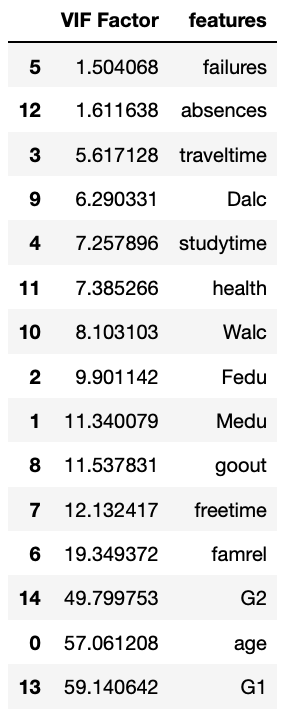 VIF Factor features
5 1.504068 failures
12 1.611638 absences
3 5.617128 traveltime
9 6.290331 Dalc
4 7.257896 studytime
11 7.385266 health
10 8.103103 Walc
2 9.901142 Fedu
1 11.340079 Medu
8 11.537831 goout
7 12.132417 freetime
6 19.349372 famrel
14 49.799753 G2
0 57.061208 age
13 59.140642 G1